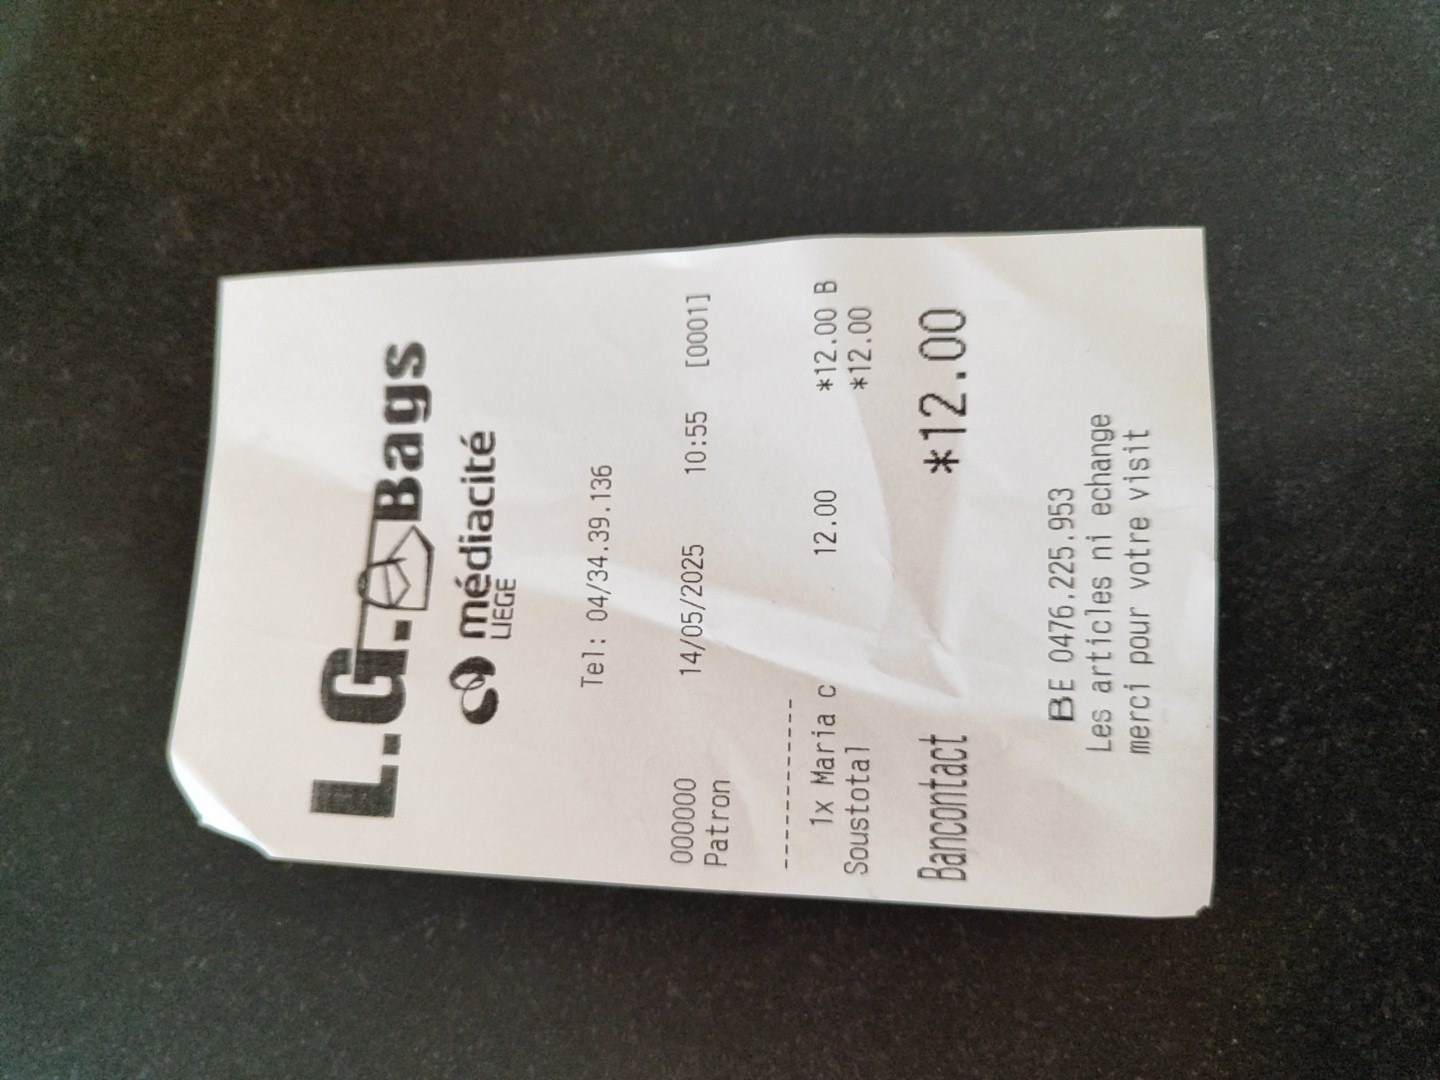 L.G. Bags
médiacité
LIEGE
Tel: 04/34.39.136
000000 14/05/2025 10:55 [0001]
Patron
-------------
1x Maria c 12.00 *12.00 B
Soustotal *12.00
Bancontact *12.00
BE 0476.225.953
Les articles ni echange
merci pour votre visit